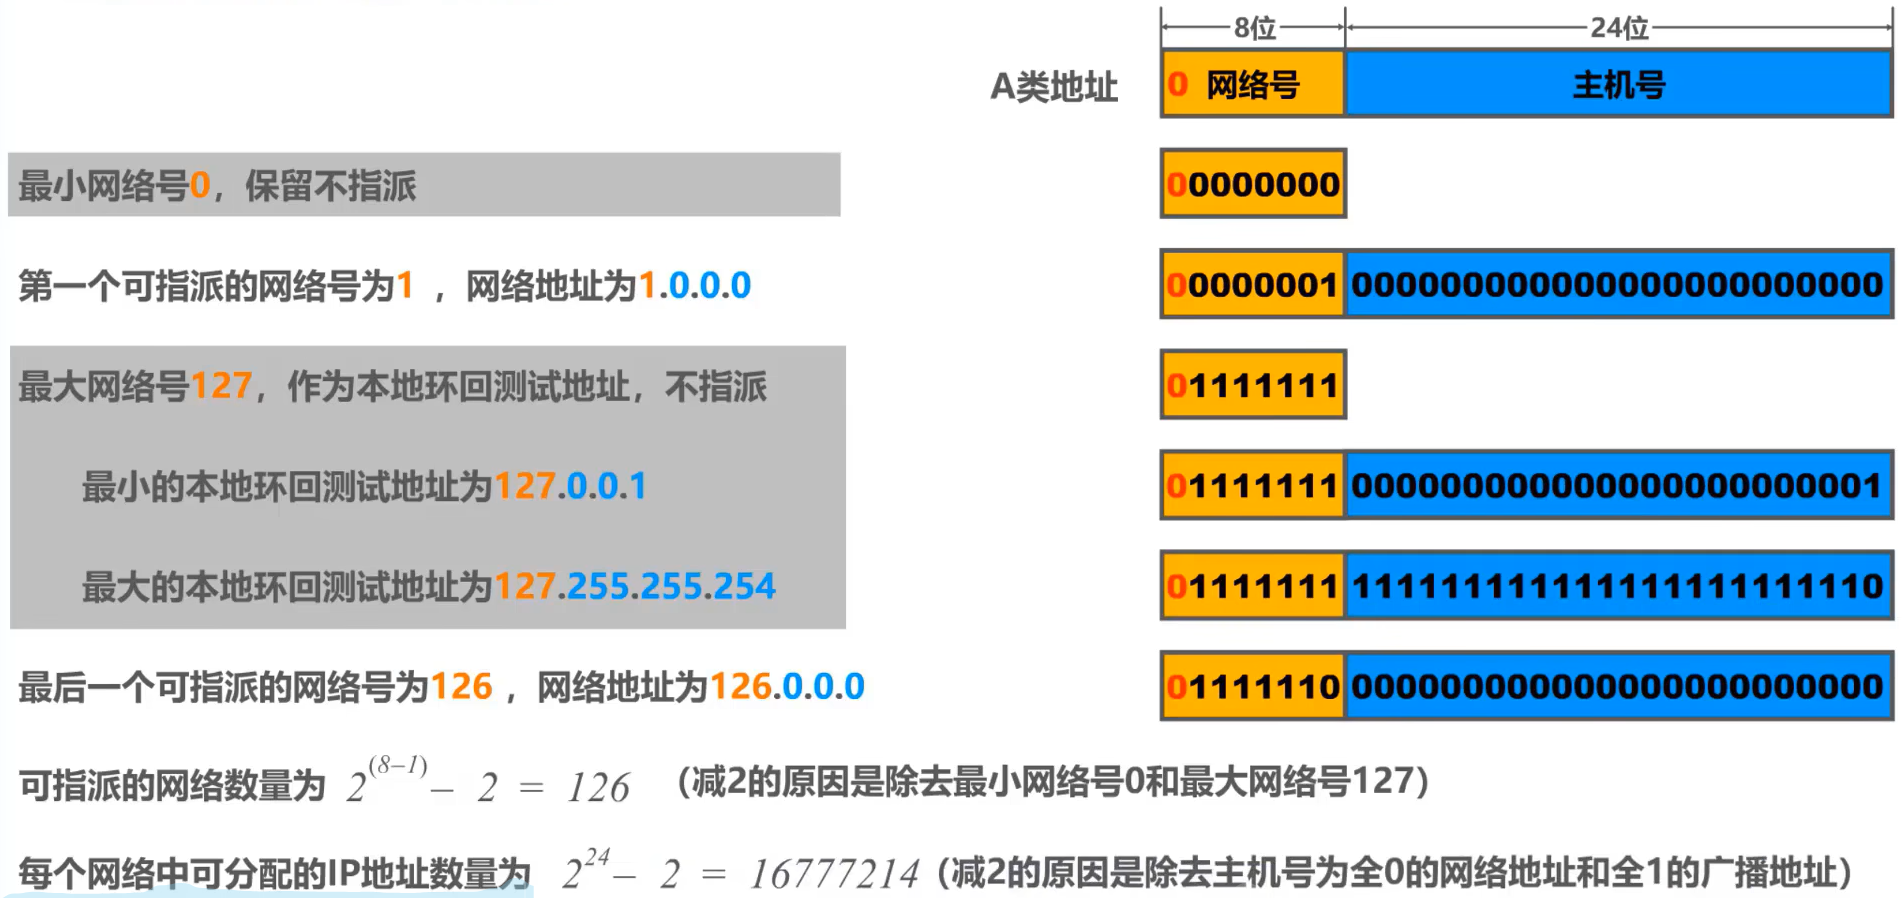 8位 24位
A类地址 0 网络号 主机号
最小网络号0，保留不指派 00000000
第一个可指派的网络号为1 ，网络地址为1.0.0.0 00000001 000000000000000000000000
最大网络号127，作为本地环回测试地址，不指派 01111111
最小的本地环回测试地址为127.0.0.1 01111111 000000000000000000000001
最大的本地环回测试地址为127.255.255.254 01111111 111111111111111111111110
最后一个可指派的网络号为126 ，网络地址为126.0.0.0 01111110 000000000000000000000000
可指派的网络数量为 2^(8−1) − 2 = 126 （减2的原因是除去最小网络号0和最大网络号127）
每个网络中可分配的IP地址数量为 2^24 − 2 = 16777214（减2的原因是除去主机号为全0的网络地址和全1的广播地址）